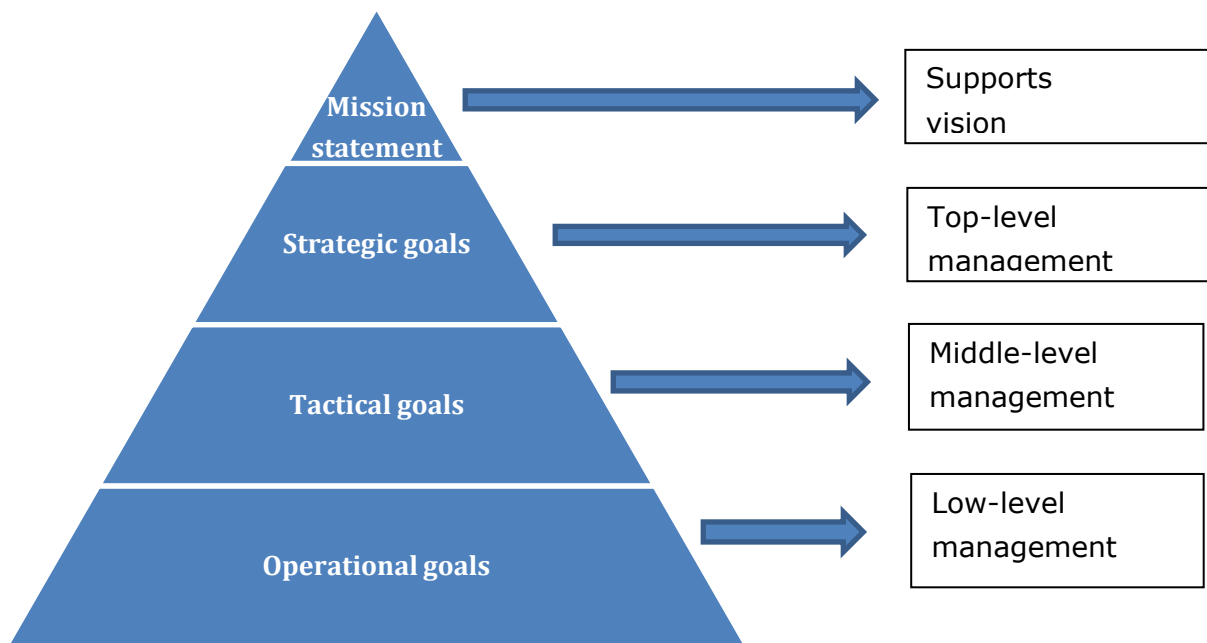 Mission
statement
Supports
vision
Strategic goals
Top-level
management
Tactical goals
Middle-level
management
Operational goals
Low-level
management